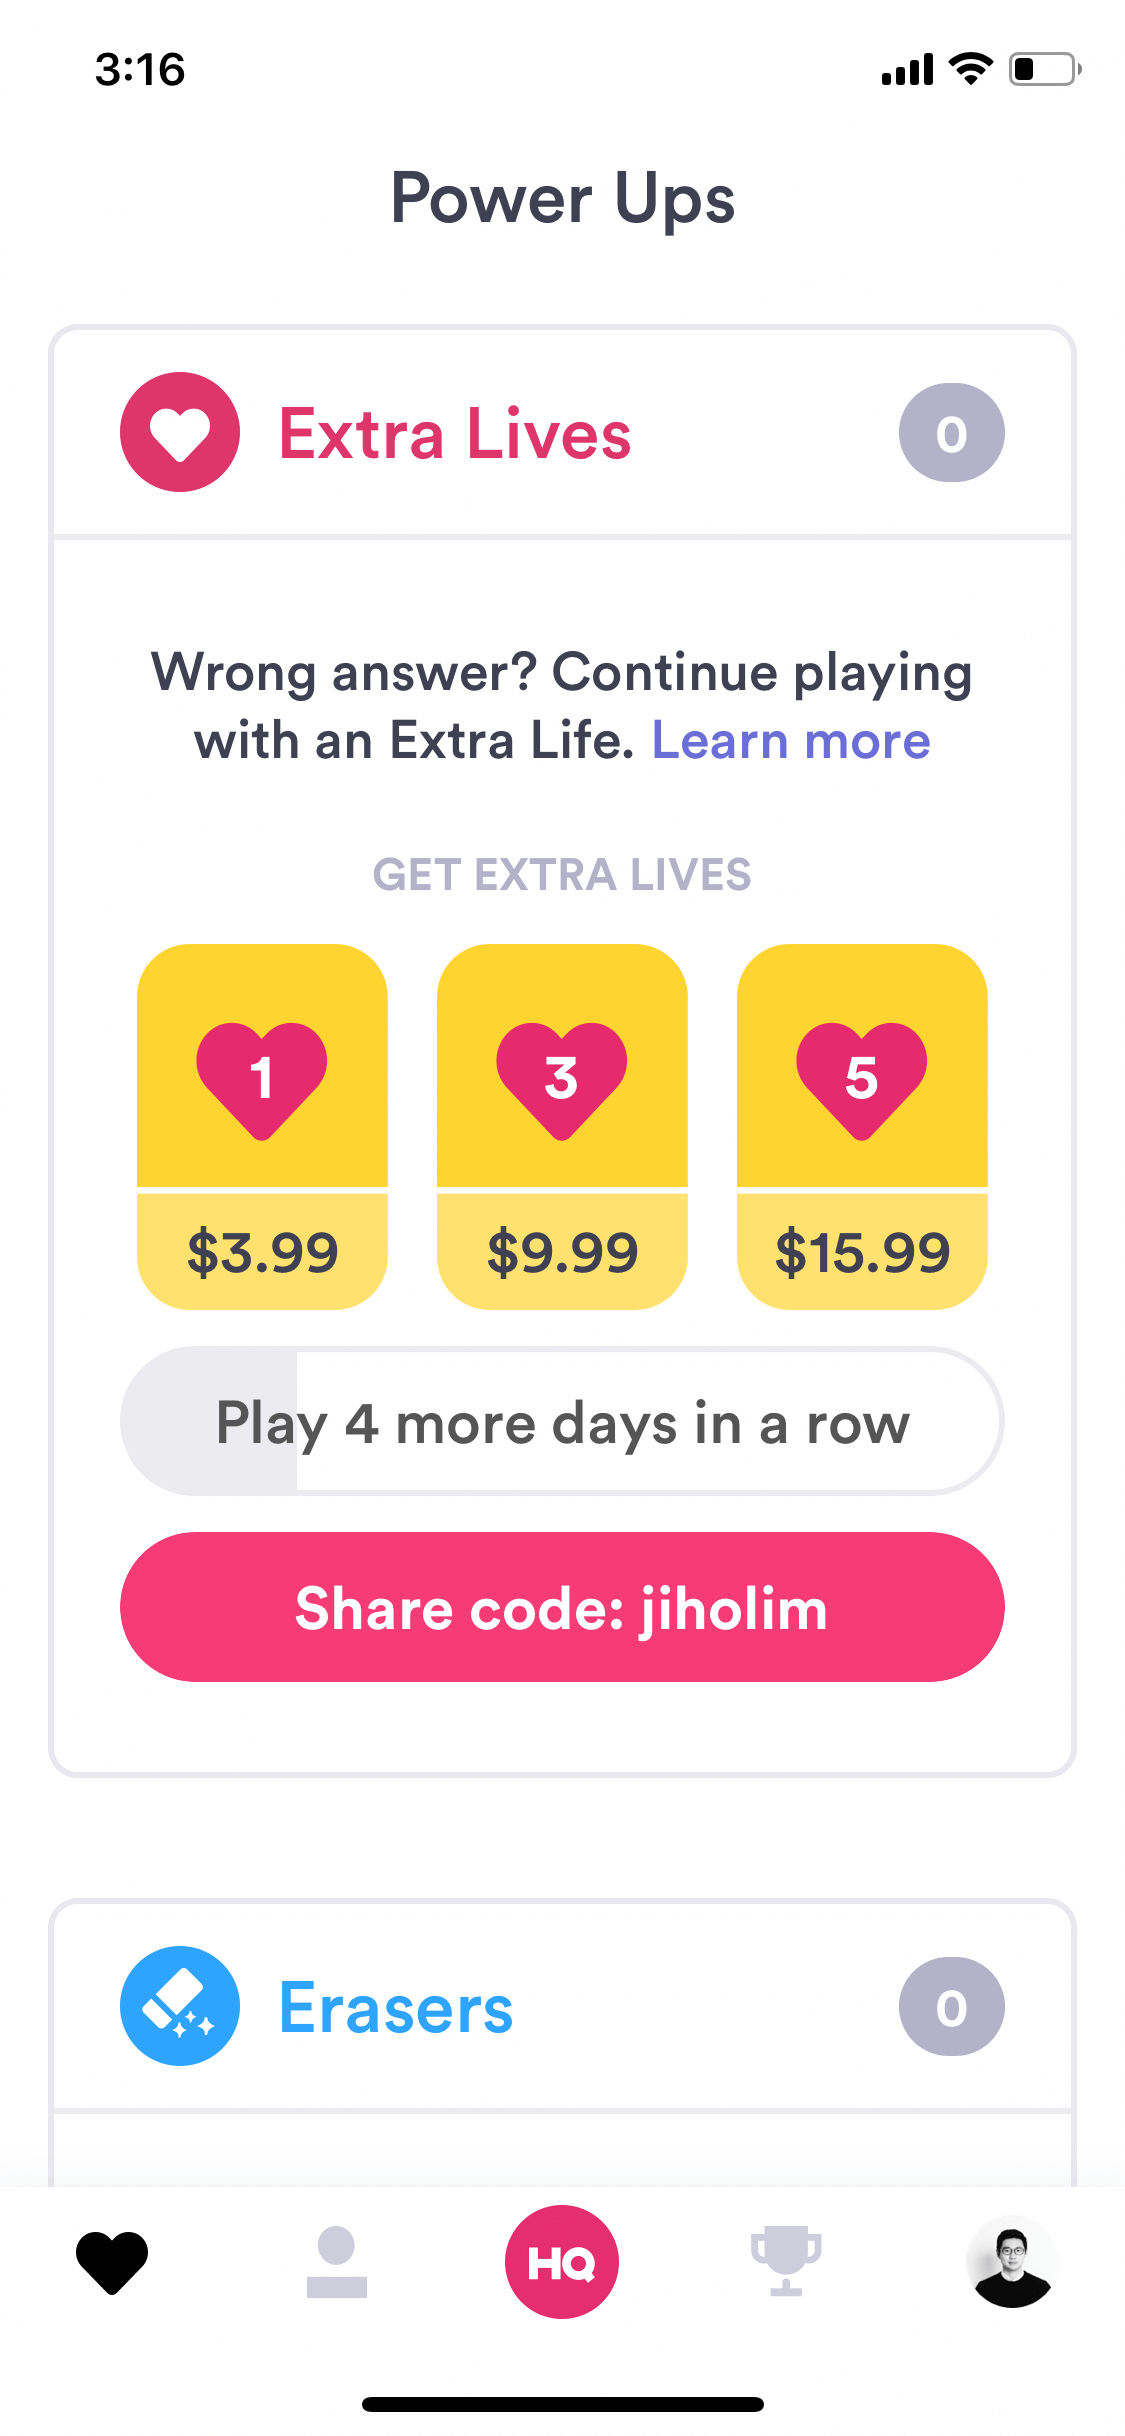 3:16
Power Ups
Extra Lives
0
Wrong answer? Continue playing
with an Extra Life. Learn more
GET EXTRA LIVES
1
3
5
$3.99
$9.99
$15.99
Play 4 more days in a row
Share code: jiholim
Erasers
0
HQ